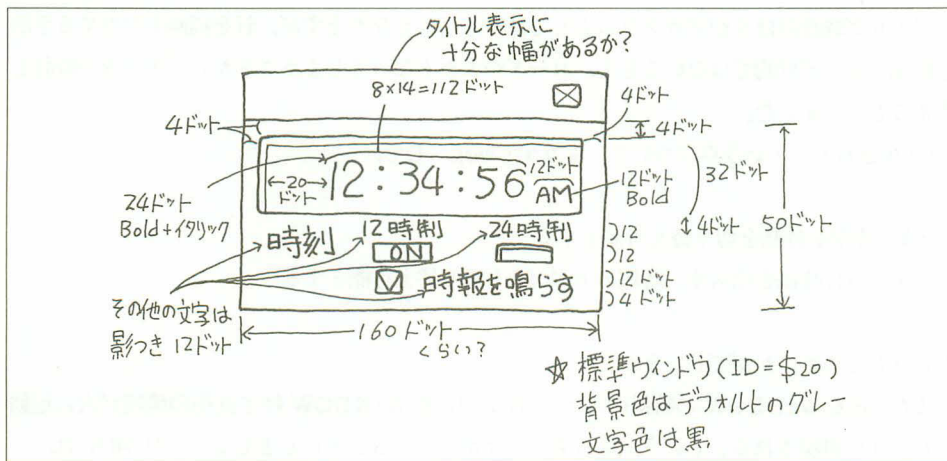 タイトル表示に
十分な幅があるか?
8×14=112ドット
4ドット
4ドット
4ドット
12:34:56
12ドット
AM
←20→
ドット
24ドット
Bold+イタリック
12ドット
Bold
32ドット
4ドット
50ドット
時刻
12時制
24時制
ON
12
12
12ドット
4ドット
時報を鳴らす
その他の文字は
影つき 12ドット
160ドット
くらい?
☆ 標準ウィンドウ(ID=$20)
背景色はデフォルトのグレー
文字色は黒